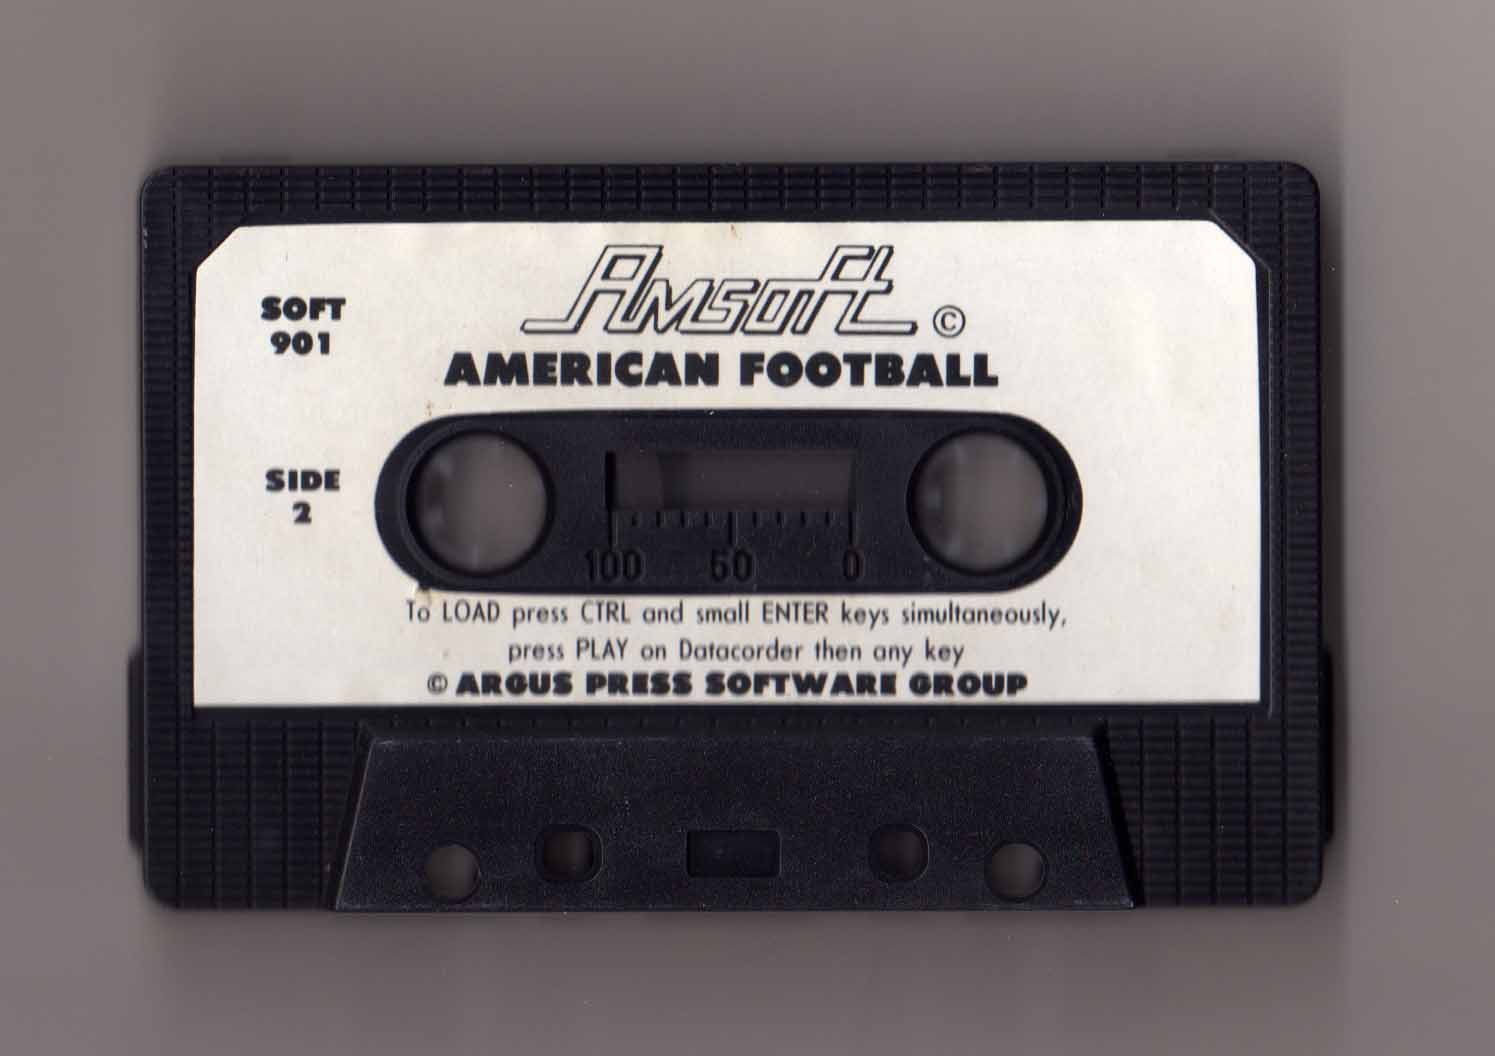 Amsoft ©
SOFT
901
AMERICAN FOOTBALL
SIDE
2
100 50 0
To LOAD press CTRL and small ENTER keys simultaneously,
press PLAY on Datacorder then any key
© ARGUS PRESS SOFTWARE GROUP